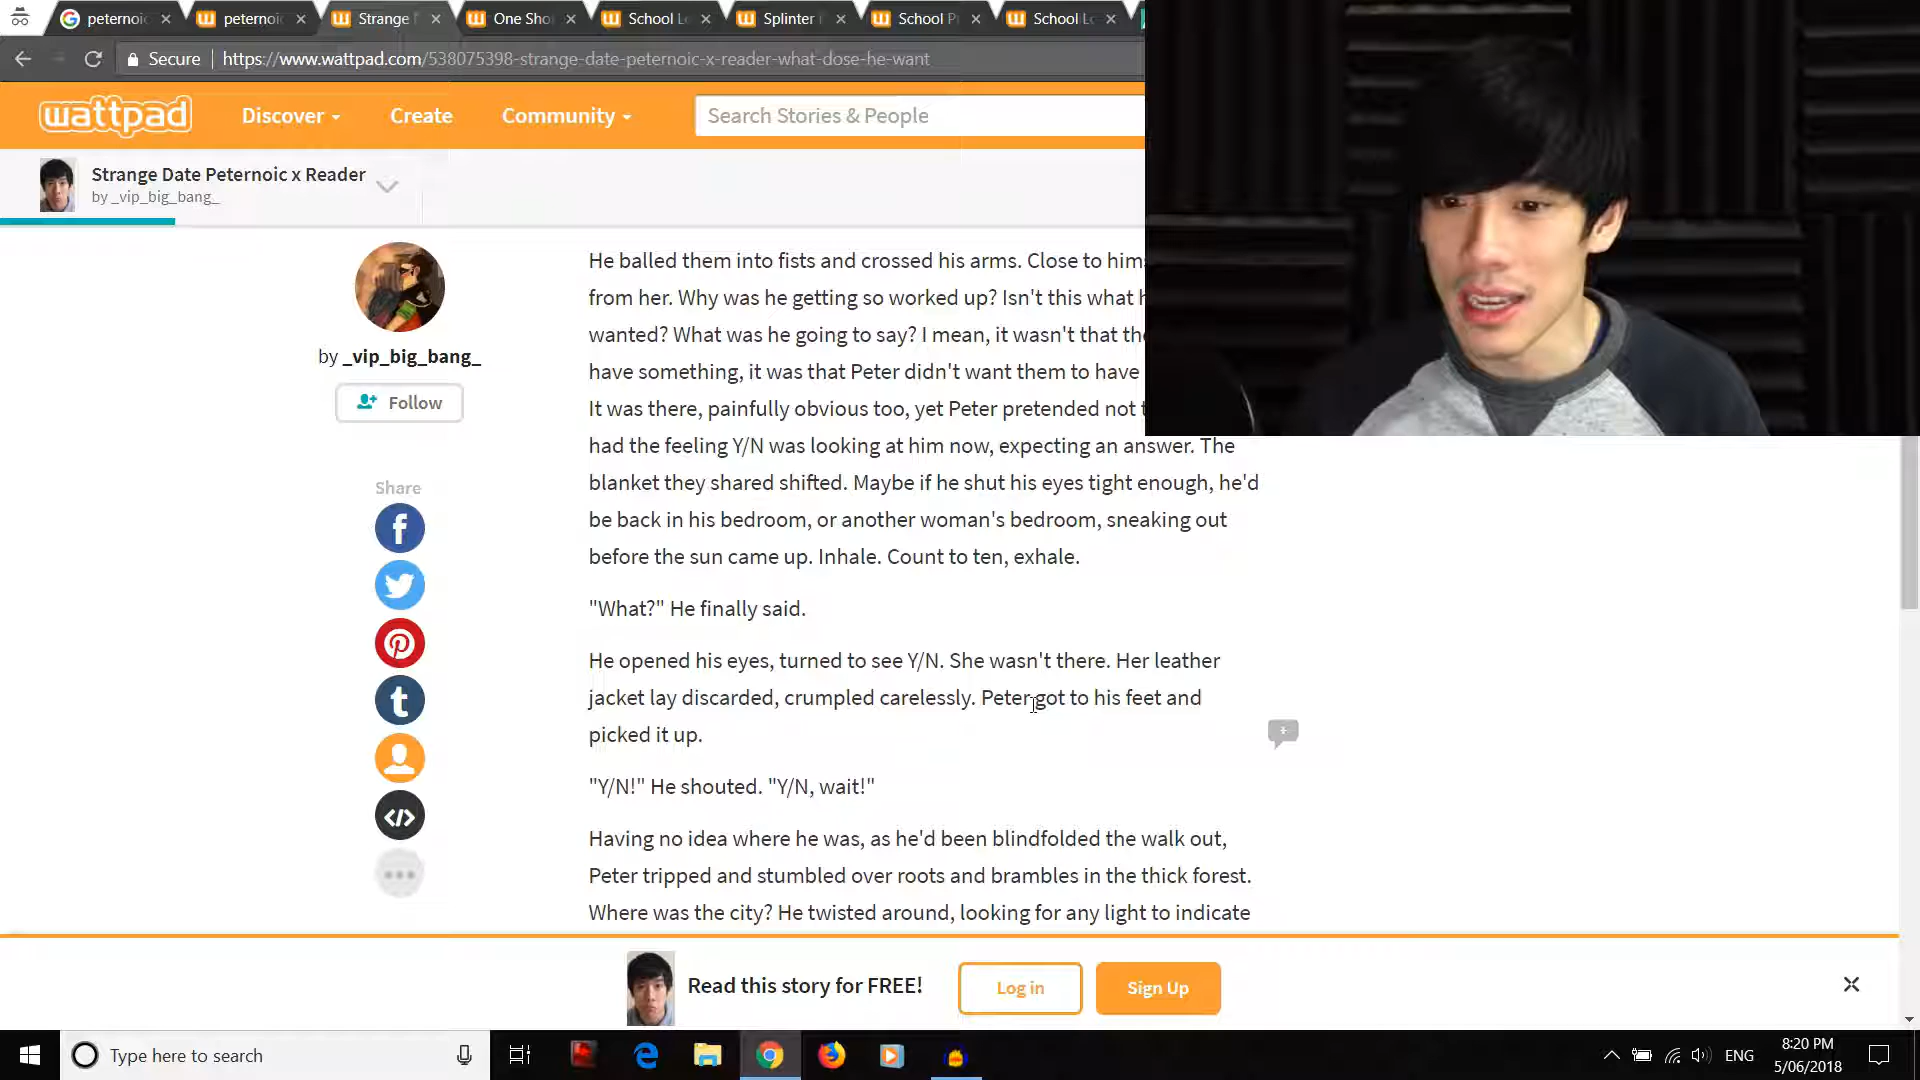 peternoic
peternoic
Strange
One Sho
School Lo
Splinter
School P
School Lo
Secure
https://www.wattpad.com/538075398-strange-date-peternoic-x-reader-what-dose-he-want
wattpad
Discover
Create
Community
Search Stories & People
Strange Date Peternoic x Reader
by _vip_big_bang_
by _vip_big_bang_
Follow
Share
He balled them into fists and crossed his arms. Close to hims
from her. Why was he getting so worked up? Isn't this what h
wanted? What was he going to say? I mean, it wasn't that the
have something, it was that Peter didn't want them to have
It was there, painfully obvious too, yet Peter pretended not t
had the feeling Y/N was looking at him now, expecting an answer. The
blanket they shared shifted. Maybe if he shut his eyes tight enough, he'd
be back in his bedroom, or another woman's bedroom, sneaking out
before the sun came up. Inhale. Count to ten, exhale.
"What?" He finally said.
He opened his eyes, turned to see Y/N. She wasn't there. Her leather
jacket lay discarded, crumpled carelessly. Peter got to his feet and
picked it up.
"Y/N!" He shouted. "Y/N, wait!"
Having no idea where he was, as he'd been blindfolded the walk out,
Peter tripped and stumbled over roots and brambles in the thick forest.
Where was the city? He twisted around, looking for any light to indicate
Read this story for FREE!
Log in
Sign Up
Type here to search
ENG
8:20 PM
5/06/2018